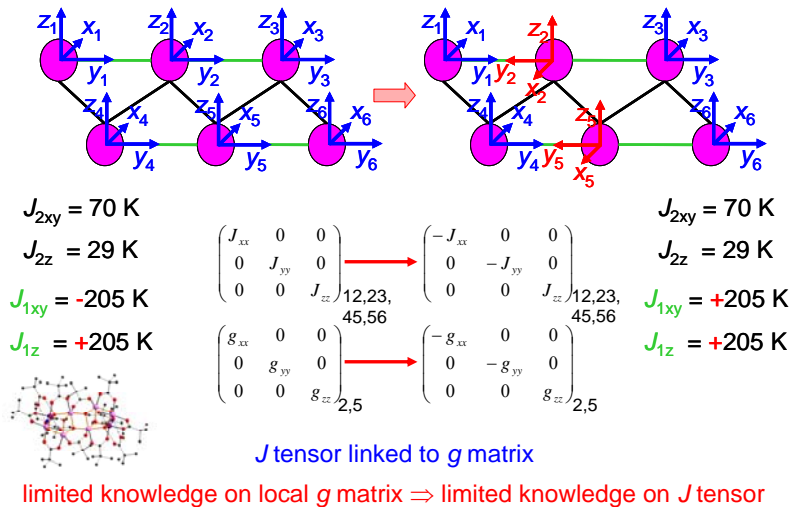 z1 x1 z2 x2 z3 x3 z1 x1 z2 z3 x3
y1 y2 y3 y1 y2 x2 y3
z4 x4 z5 x5 z6 x6 z4 x4 z5 z6 x6
y4 y5 y6 y4 y5 x5 y6
J2xy = 70 K
J2z = 29 K
J1xy = -205 K
J1z = +205 K
Jxx 0 0
0 Jyy 0
0 0 Jzz
12,23,
45,56
-Jxx 0 0
0 -Jyy 0
0 0 Jzz
12,23,
45,56
gxx 0 0
0 gyy 0
0 0 gzz
2,5
-gxx 0 0
0 -gyy 0
0 0 gzz
2,5
J2xy = 70 K
J2z = 29 K
J1xy = +205 K
J1z = +205 K
J tensor linked to g matrix
limited knowledge on local g matrix ⇒ limited knowledge on J tensor